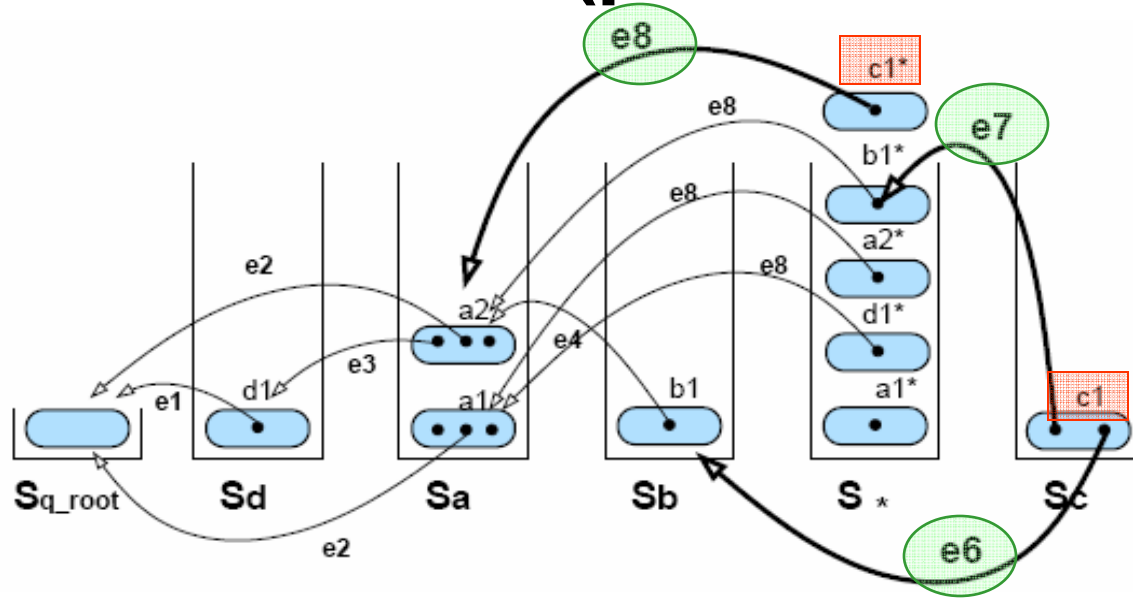 e8
c1*
e8
e7
b1*
e8
a2*
e2
e8
d1*
a2
e4
e3
d1
e1
a1
b1
a1*
c1
Sq_root
Sd
Sa
Sb
S *
Sc
e2
e6